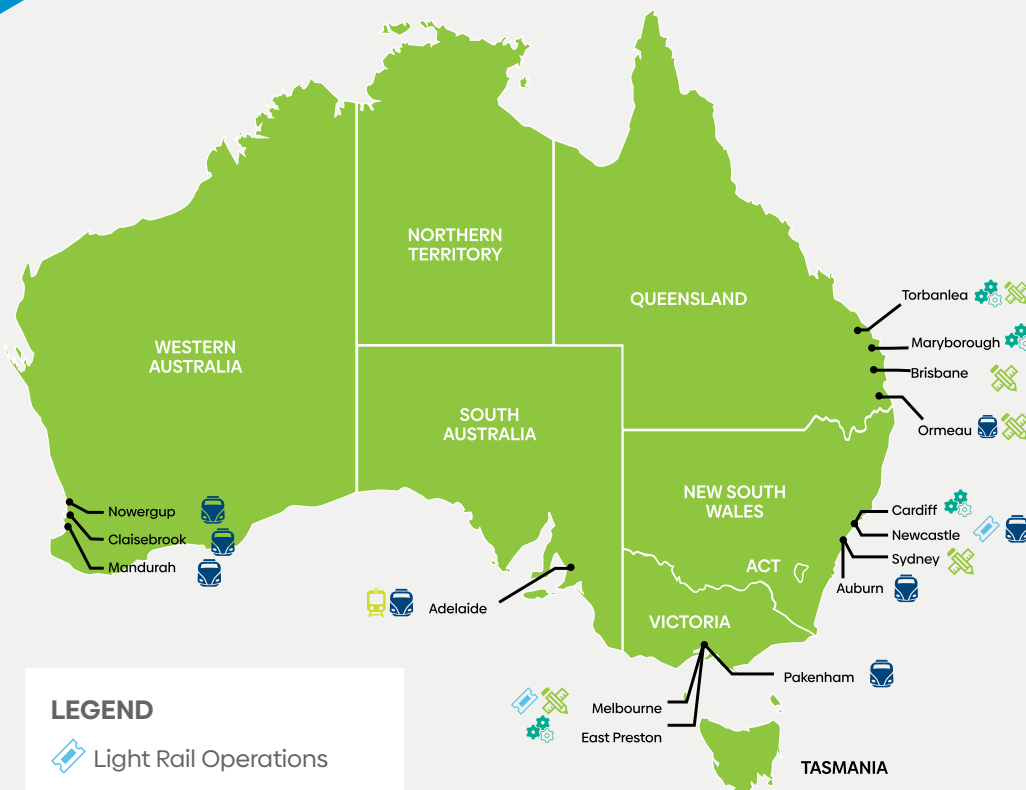 NORTHERN
TERRITORY
QUEENSLAND
Torbanlea
Maryborough
Brisbane
WESTERN
AUSTRALIA
SOUTH
AUSTRALIA
Ormeau
NEW SOUTH
WALES
Nowergup
Claisebrook
Mandurah
Cardiff
Newcastle
Sydney
ACT
Auburn
Adelaide
VICTORIA
Pakenham
Melbourne
East Preston
LEGEND
Light Rail Operations
TASMANIA